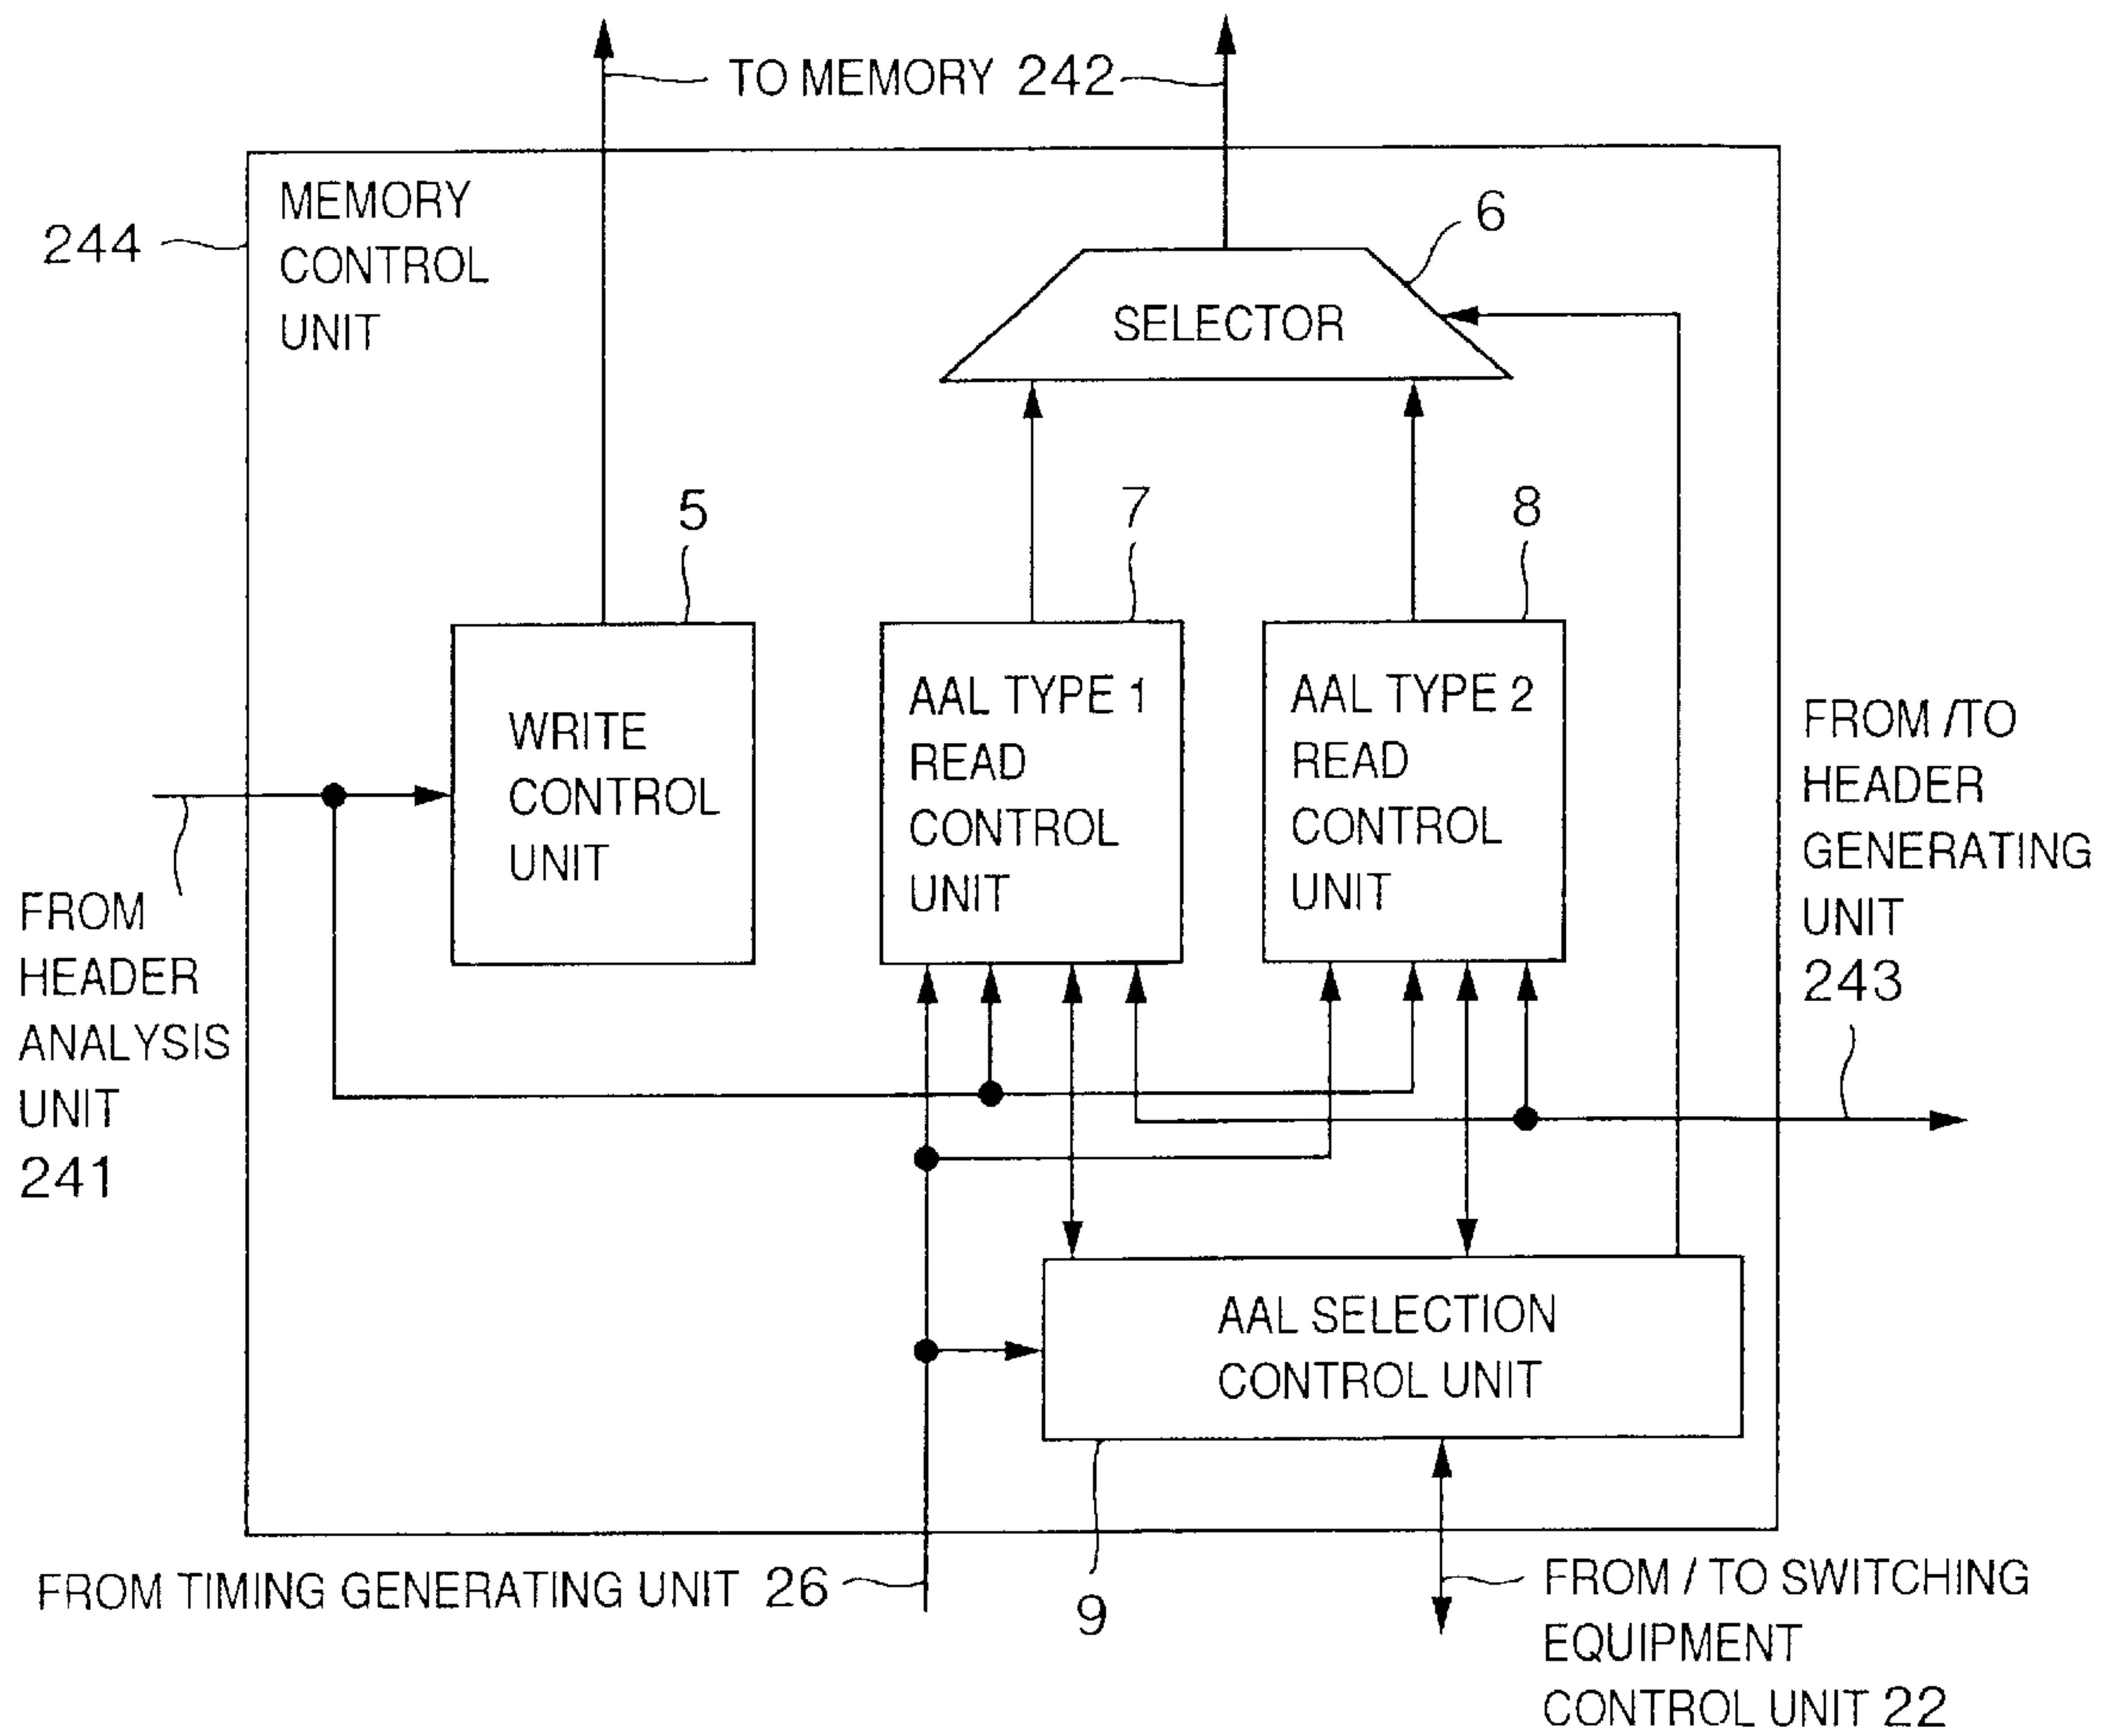 TO MEMORY 242
MEMORY
CONTROL
UNIT
244
6
SELECTOR
5
7
8
WRITE
CONTROL
UNIT
AAL TYPE 1
READ
CONTROL
UNIT
AAL TYPE 2
READ
CONTROL
UNIT
FROM /TO
HEADER
GENERATING
UNIT
243
FROM
HEADER
ANALYSIS
UNIT
241
AAL SELECTION
CONTROL UNIT
FROM TIMING GENERATING UNIT 26
9
FROM / TO SWITCHING
EQUIPMENT
CONTROL UNIT 22